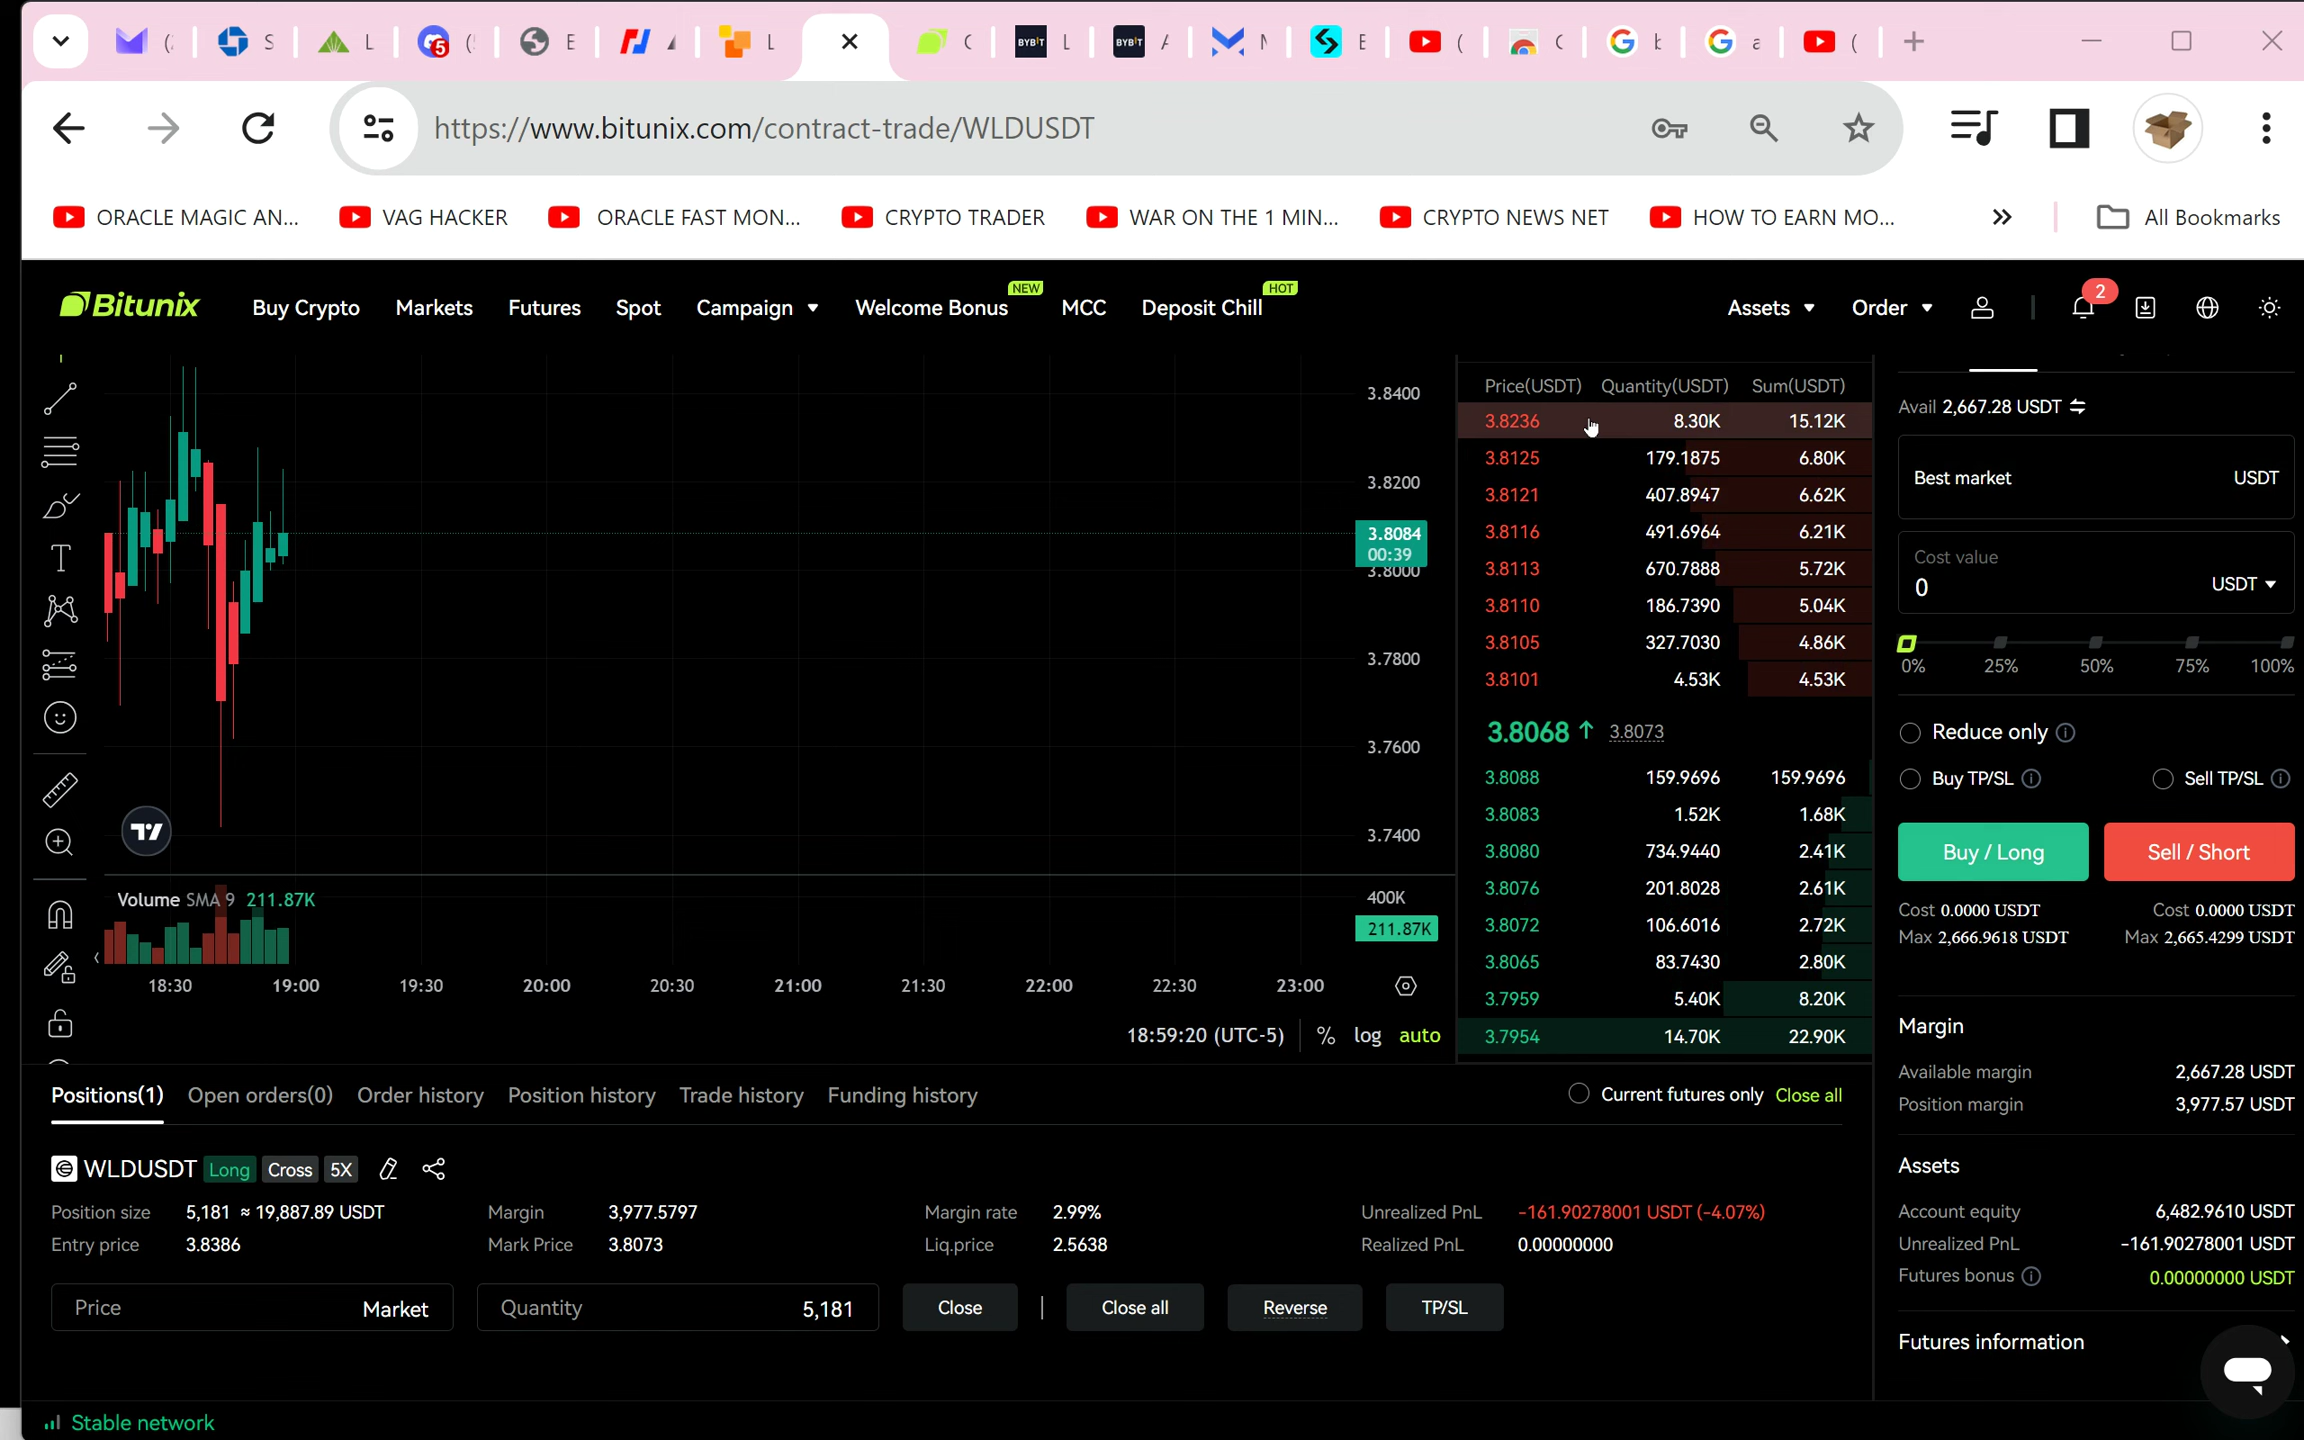 ( S L 5 ( E A L C BYBIT L BYBIT A N E ( C b a (
https://www.bitunix.com/contract-trade/WLDUSDT
ORACLE MAGIC AN... VAG HACKER ORACLE FAST MON... CRYPTO TRADER WAR ON THE 1 MIN... CRYPTO NEWS NET HOW TO EARN MO... » All Bookmarks
Bitunix Buy Crypto Markets Futures Spot Campaign Welcome Bonus NEW MCC Deposit Chill HOT Assets Order 2
3.8400
3.8200
3.8084
00:39
3.8000
3.7800
3.7600
3.7400
Volume SMA 9 211.87K
400K
211.87K
18:30 19:00 19:30 20:00 20:30 21:00 21:30 22:00 22:30 23:00
18:59:20 (UTC-5) % log auto
Price(USDT) Quantity(USDT) Sum(USDT)
3.8236 8.30K 15.12K
3.8125 179.1875 6.80K
3.8121 407.8947 6.62K
3.8116 491.6964 6.21K
3.8113 670.7888 5.72K
3.8110 186.7390 5.04K
3.8105 327.7030 4.86K
3.8101 4.53K 4.53K
3.8068 ↑ 3.8073
3.8088 159.9696 159.9696
3.8083 1.52K 1.68K
3.8080 734.9440 2.41K
3.8076 201.8028 2.61K
3.8072 106.6016 2.72K
3.8065 83.7430 2.80K
3.7959 5.40K 8.20K
3.7954 14.70K 22.90K
Avail 2,667.28 USDT
Best market USDT
Cost value
0 USDT
0% 25% 50% 75% 100%
Reduce only
Buy TP/SL Sell TP/SL
Buy / Long Sell / Short
Cost 0.0000 USDT Cost 0.0000 USDT
Max 2,666.9618 USDT Max 2,665.4299 USDT
Margin
Available margin 2,667.28 USDT
Position margin 3,977.57 USDT
Assets
Account equity 6,482.9610 USDT
Unrealized PnL -161.90278001 USDT
Futures bonus 0.00000000 USDT
Futures information
Positions(1) Open orders(0) Order history Position history Trade history Funding history Current futures only Close all
WLDUSDT Long Cross 5X
Position size 5,181 ≈ 19,887.89 USDT Margin 3,977.5797 Margin rate 2.99% Unrealized PnL -161.90278001 USDT (-4.07%)
Entry price 3.8386 Mark Price 3.8073 Liq.price 2.5638 Realized PnL 0.00000000
Price Market Quantity 5,181 Close | Close all Reverse TP/SL
Stable network